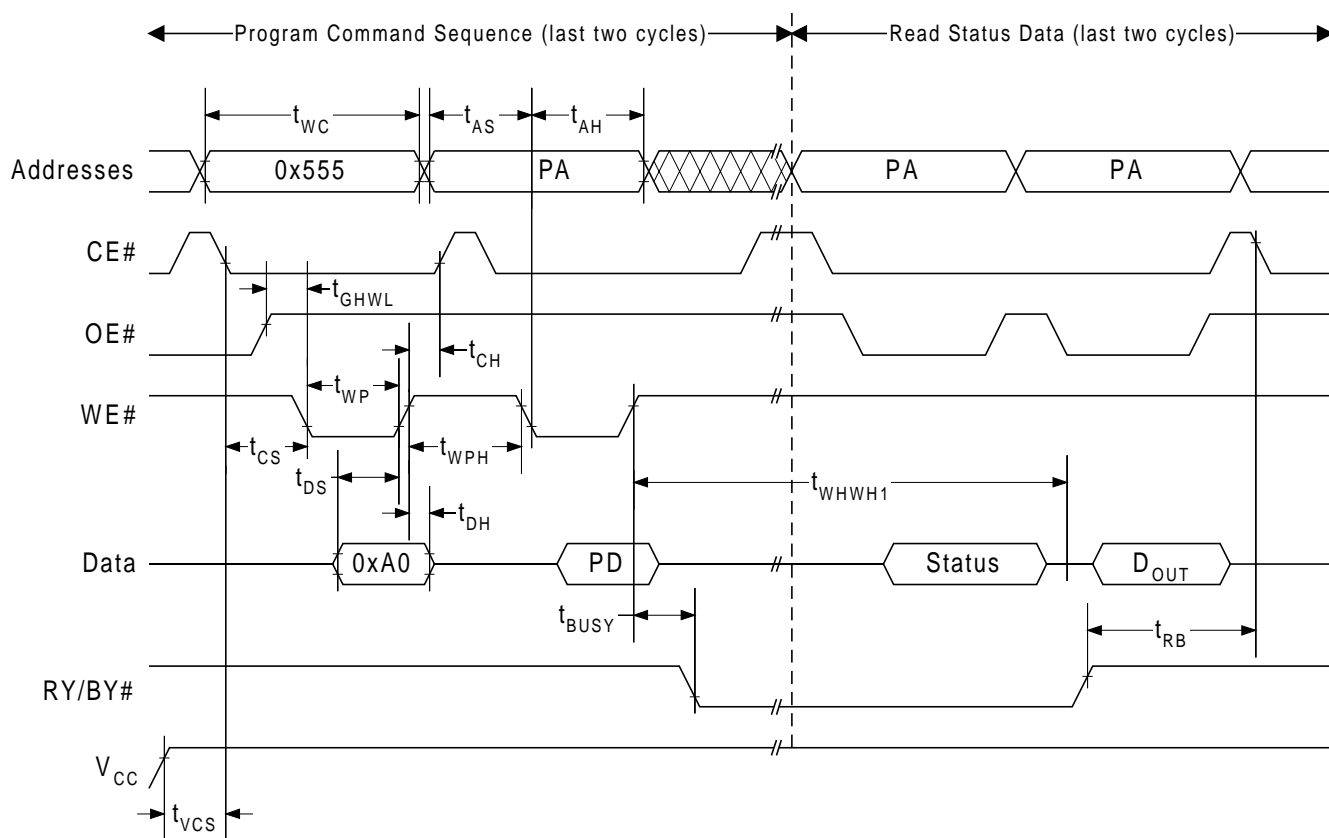 Program Command Sequence (last two cycles) Read Status Data (last two cycles)
tWC tAS tAH
Addresses 0x555 PA PA PA
CE#
tGHWL
OE#
tCH
tWP
WE#
tCS tWPH
tDS tWHWH1
tDH
Data 0xA0 PD Status DOUT
tBUSY tRB
RY/BY#
VCC
tVCS